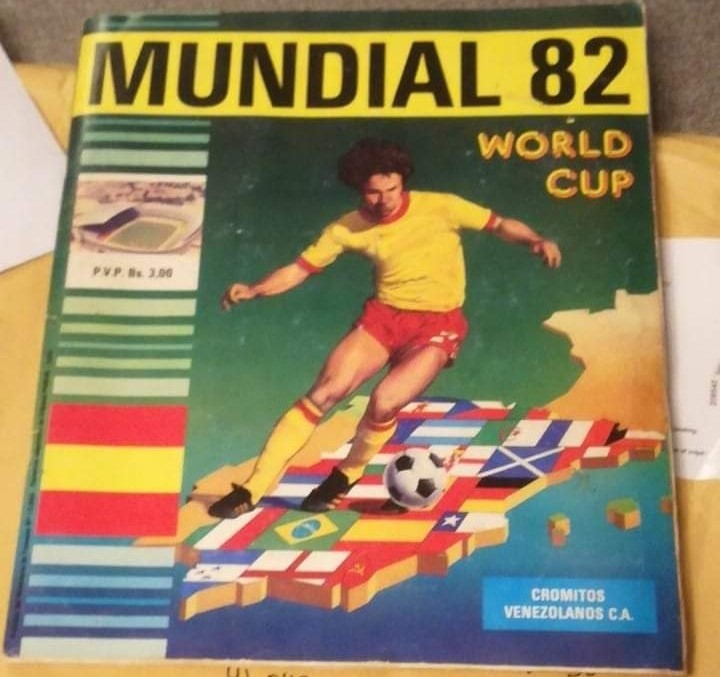 MUNDIAL 82
WORLD
CUP
P.V.P. Bs. 3,00
CROMITOS
VENEZOLANOS C.A.